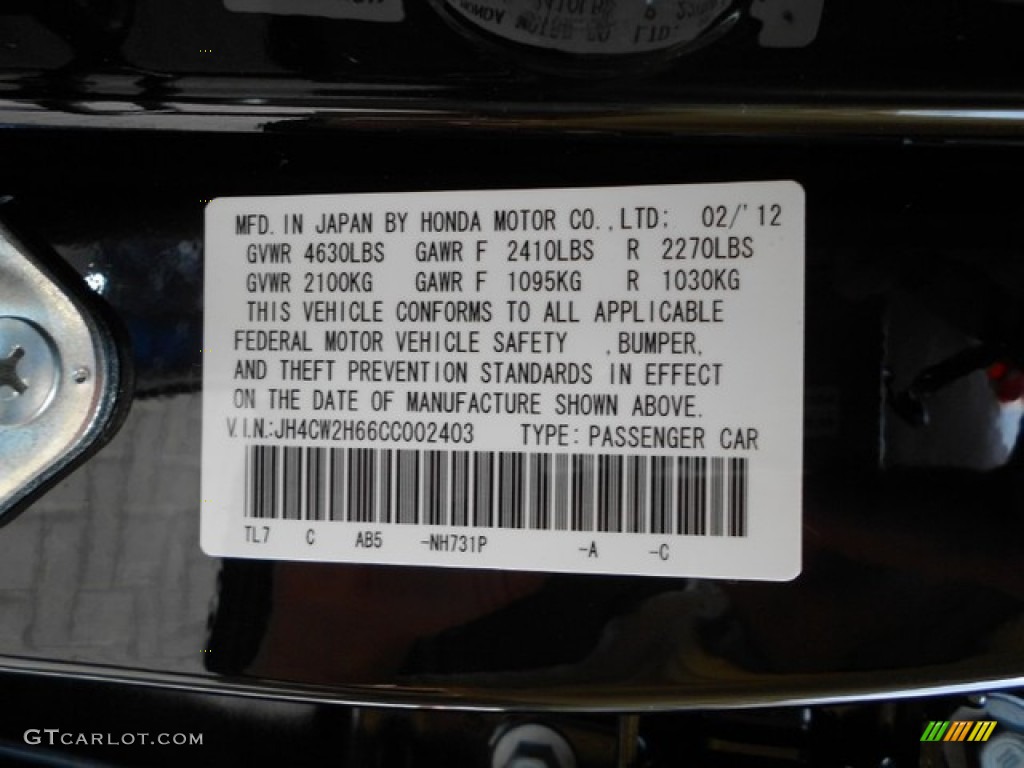 MFD. IN JAPAN BY HONDA MOTOR CO., LTD; 02/'12
GVWR 4630LBS GAWR F 2410LBS R 2270LBS
GVWR 2100KG GAWR F 1095KG R 1030KG
THIS VEHICLE CONFORMS TO ALL APPLICABLE
FEDERAL MOTOR VEHICLE SAFETY , BUMPER,
AND THEFT PREVENTION STANDARDS IN EFFECT
ON THE DATE OF MANUFACTURE SHOWN ABOVE.
V.I.N.:JH4CW2H66CC002403 TYPE: PASSENGER CAR
TL7 C AB5 -NH731P -A -C
GTCARLOT.COM